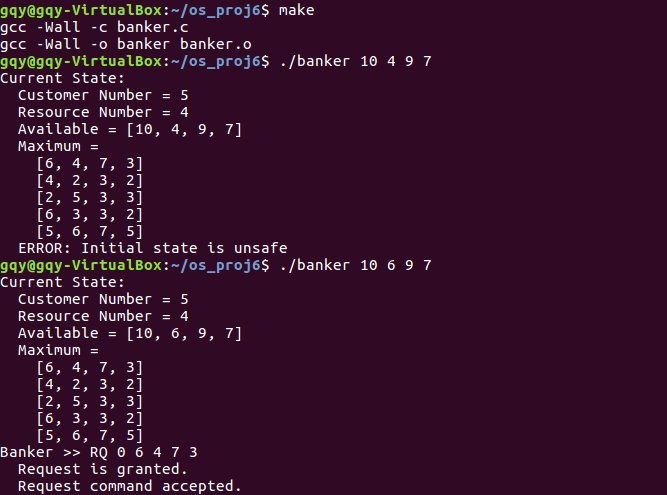 gqy@gqy-VirtualBox:~/os_proj6$ make
gcc -Wall -c banker.c
gcc -Wall -o banker banker.o
gqy@gqy-VirtualBox:~/os_proj6$ ./banker 10 4 9 7
Current State:
  Customer Number = 5
  Resource Number = 4
  Available = [10, 4, 9, 7]
  Maximum =
    [6, 4, 7, 3]
    [4, 2, 3, 2]
    [2, 5, 3, 3]
    [6, 3, 3, 2]
    [5, 6, 7, 5]
  ERROR: Initial state is unsafe
gqy@gqy-VirtualBox:~/os_proj6$ ./banker 10 6 9 7
Current State:
  Customer Number = 5
  Resource Number = 4
  Available = [10, 6, 9, 7]
  Maximum =
    [6, 4, 7, 3]
    [4, 2, 3, 2]
    [2, 5, 3, 3]
    [6, 3, 3, 2]
    [5, 6, 7, 5]
Banker >> RQ 0 6 4 7 3
  Request is granted.
  Request command accepted.